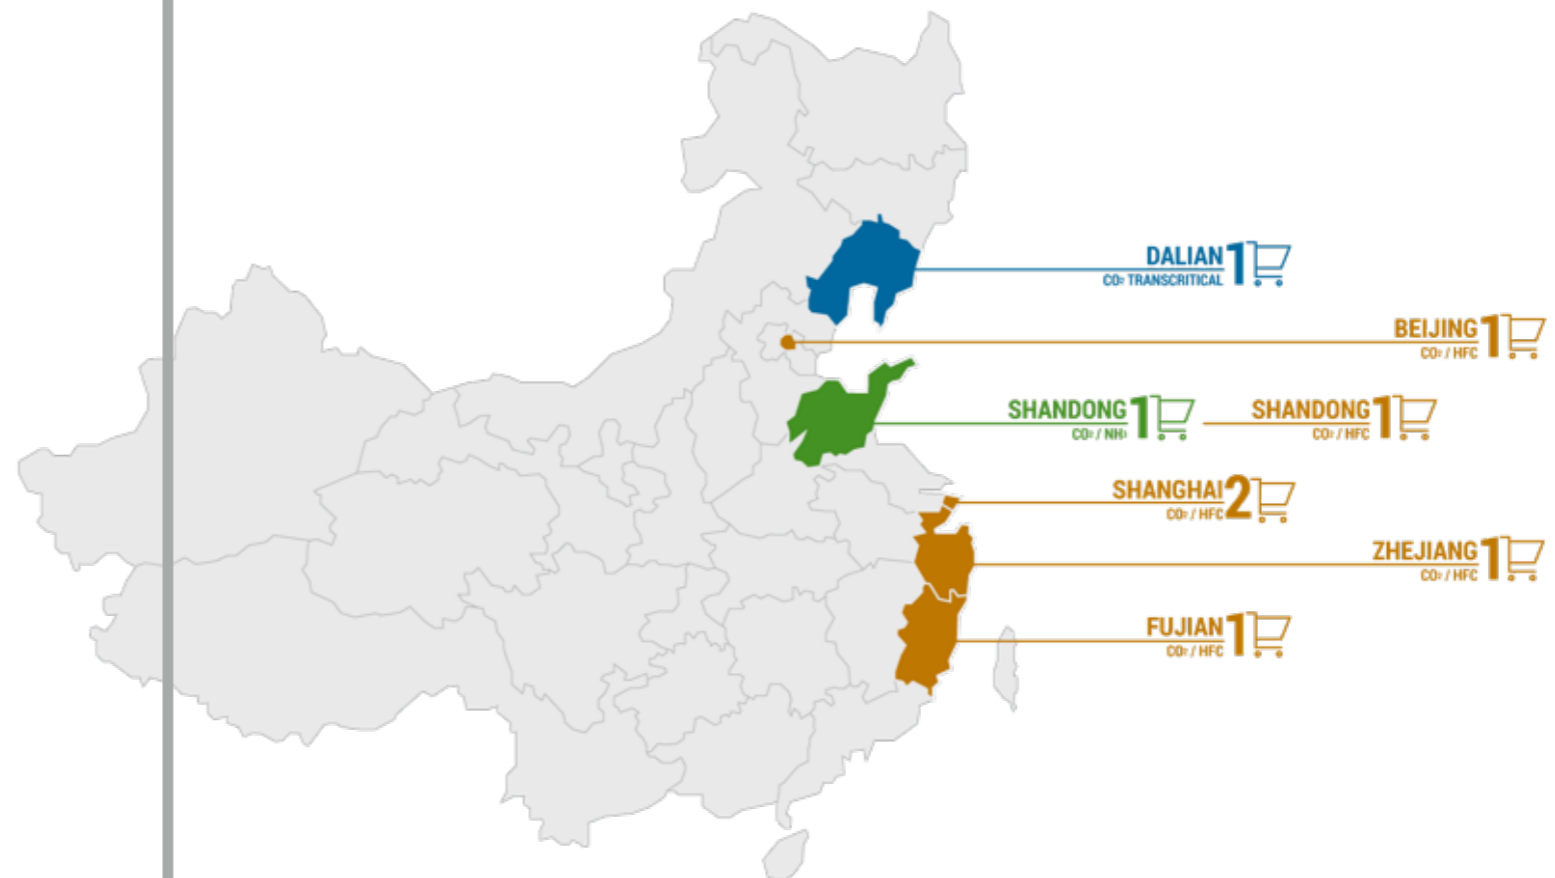 DALIAN 1
CO₂ TRANSCRITICAL
BEIJING 1
CO₂ / HFC
SHANDONG 1
CO₂ / NH₃
SHANDONG 1
CO₂ / HFC
SHANGHAI 2
CO₂ / HFC
ZHEJIANG 1
CO₂ / HFC
FUJIAN 1
CO₂ / HFC